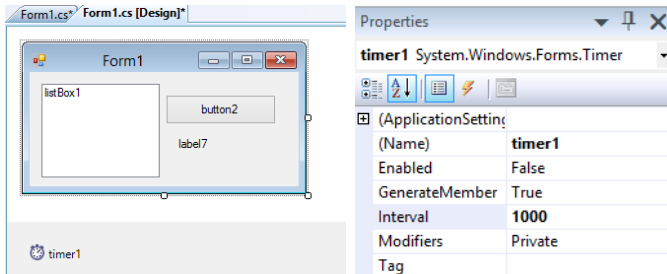 Form1.cs* Form1.cs [Design]*
Form1
listBox1
button2
label7
timer1
Properties
timer1 System.Windows.Forms.Timer
(ApplicationSetting
(Name) timer1
Enabled False
GenerateMember True
Interval 1000
Modifiers Private
Tag